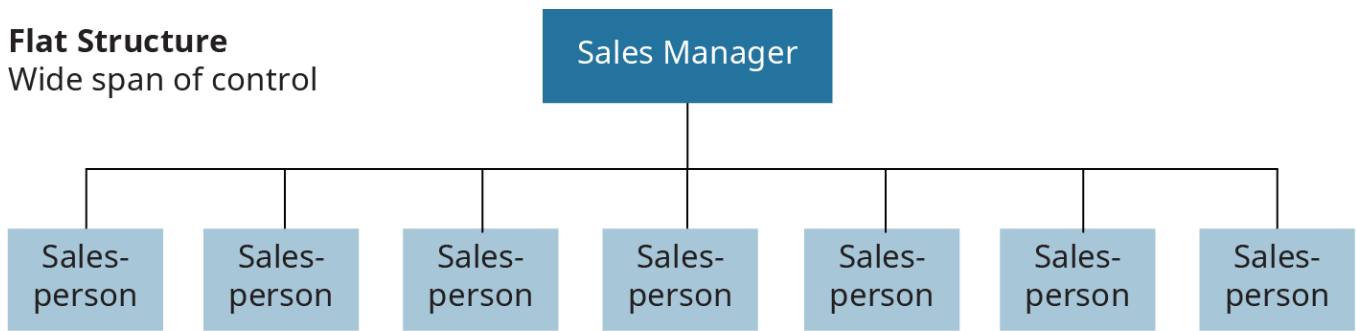 Flat Structure
Wide span of control
Sales Manager
Sales-
person
Sales-
person
Sales-
person
Sales-
person
Sales-
person
Sales-
person
Sales-
person